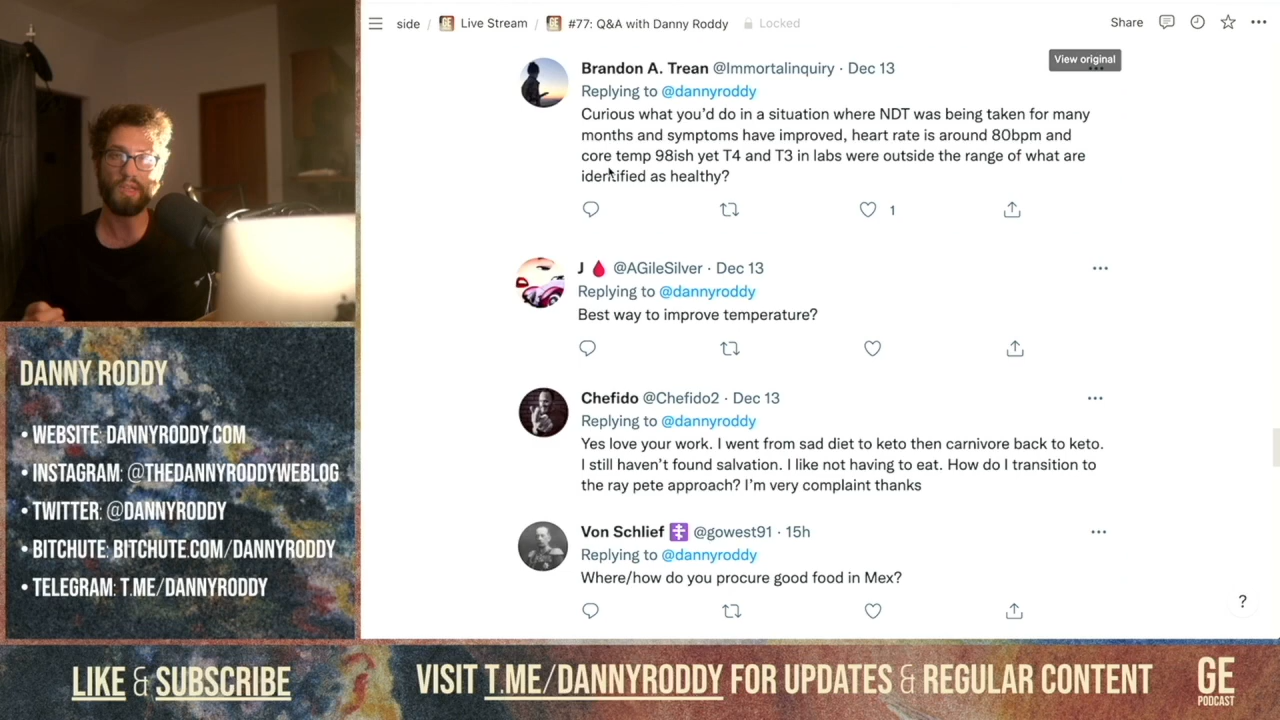 side / Live Stream / #77: Q&A with Danny Roddy Locked
Share
View original
Brandon A. Trean @Immortalinquiry · Dec 13
Replying to @dannyroddy
Curious what you'd do in a situation where NDT was being taken for many
months and symptoms have improved, heart rate is around 80bpm and
core temp 98ish yet T4 and T3 in labs were outside the range of what are
identified as healthy?
1
J @AGileSilver · Dec 13
Replying to @dannyroddy
Best way to improve temperature?
Chefido @Chefido2 · Dec 13
Replying to @dannyroddy
Yes love your work. I went from sad diet to keto then carnivore back to keto.
I still haven't found salvation. I like not having to eat. How do I transition to
the ray pete approach? I'm very complaint thanks
Von Schlief @gowest91 · 15h
Replying to @dannyroddy
Where/how do you procure good food in Mex?
?
DANNY RODDY
• WEBSITE: DANNYRODDY.COM
• INSTAGRAM: @THEDANNYRODDYWEBLOG
• TWITTER: @DANNYRODDY
• BITCHUTE: BITCHUTE.COM/DANNYRODDY
• TELEGRAM: T.ME/DANNYRODDY
LIKE & SUBSCRIBE
VISIT T.ME/DANNYRODDY FOR UPDATES & REGULAR CONTENT
GE
PODCAST